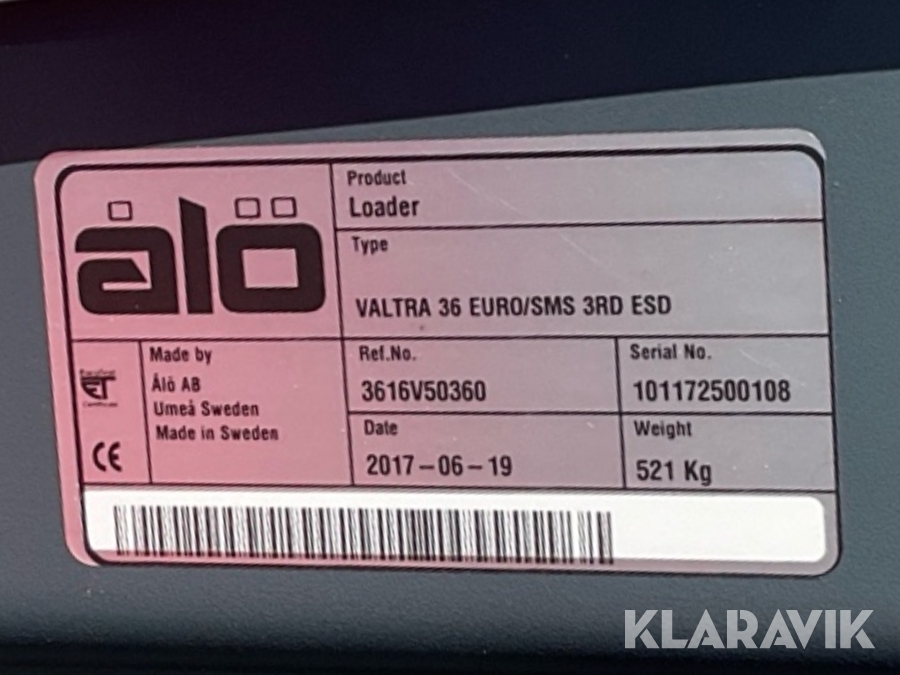 ålö
Product
Loader
Type
VALTRA 36 EURO/SMS 3RD ESD
Made by
Ålö AB
Umeå Sweden
Made in Sweden
CE
Ref.No.
3616V50360
Serial No.
101172500108
Date
2017-06-19
Weight
521 Kg
KLARAVIK